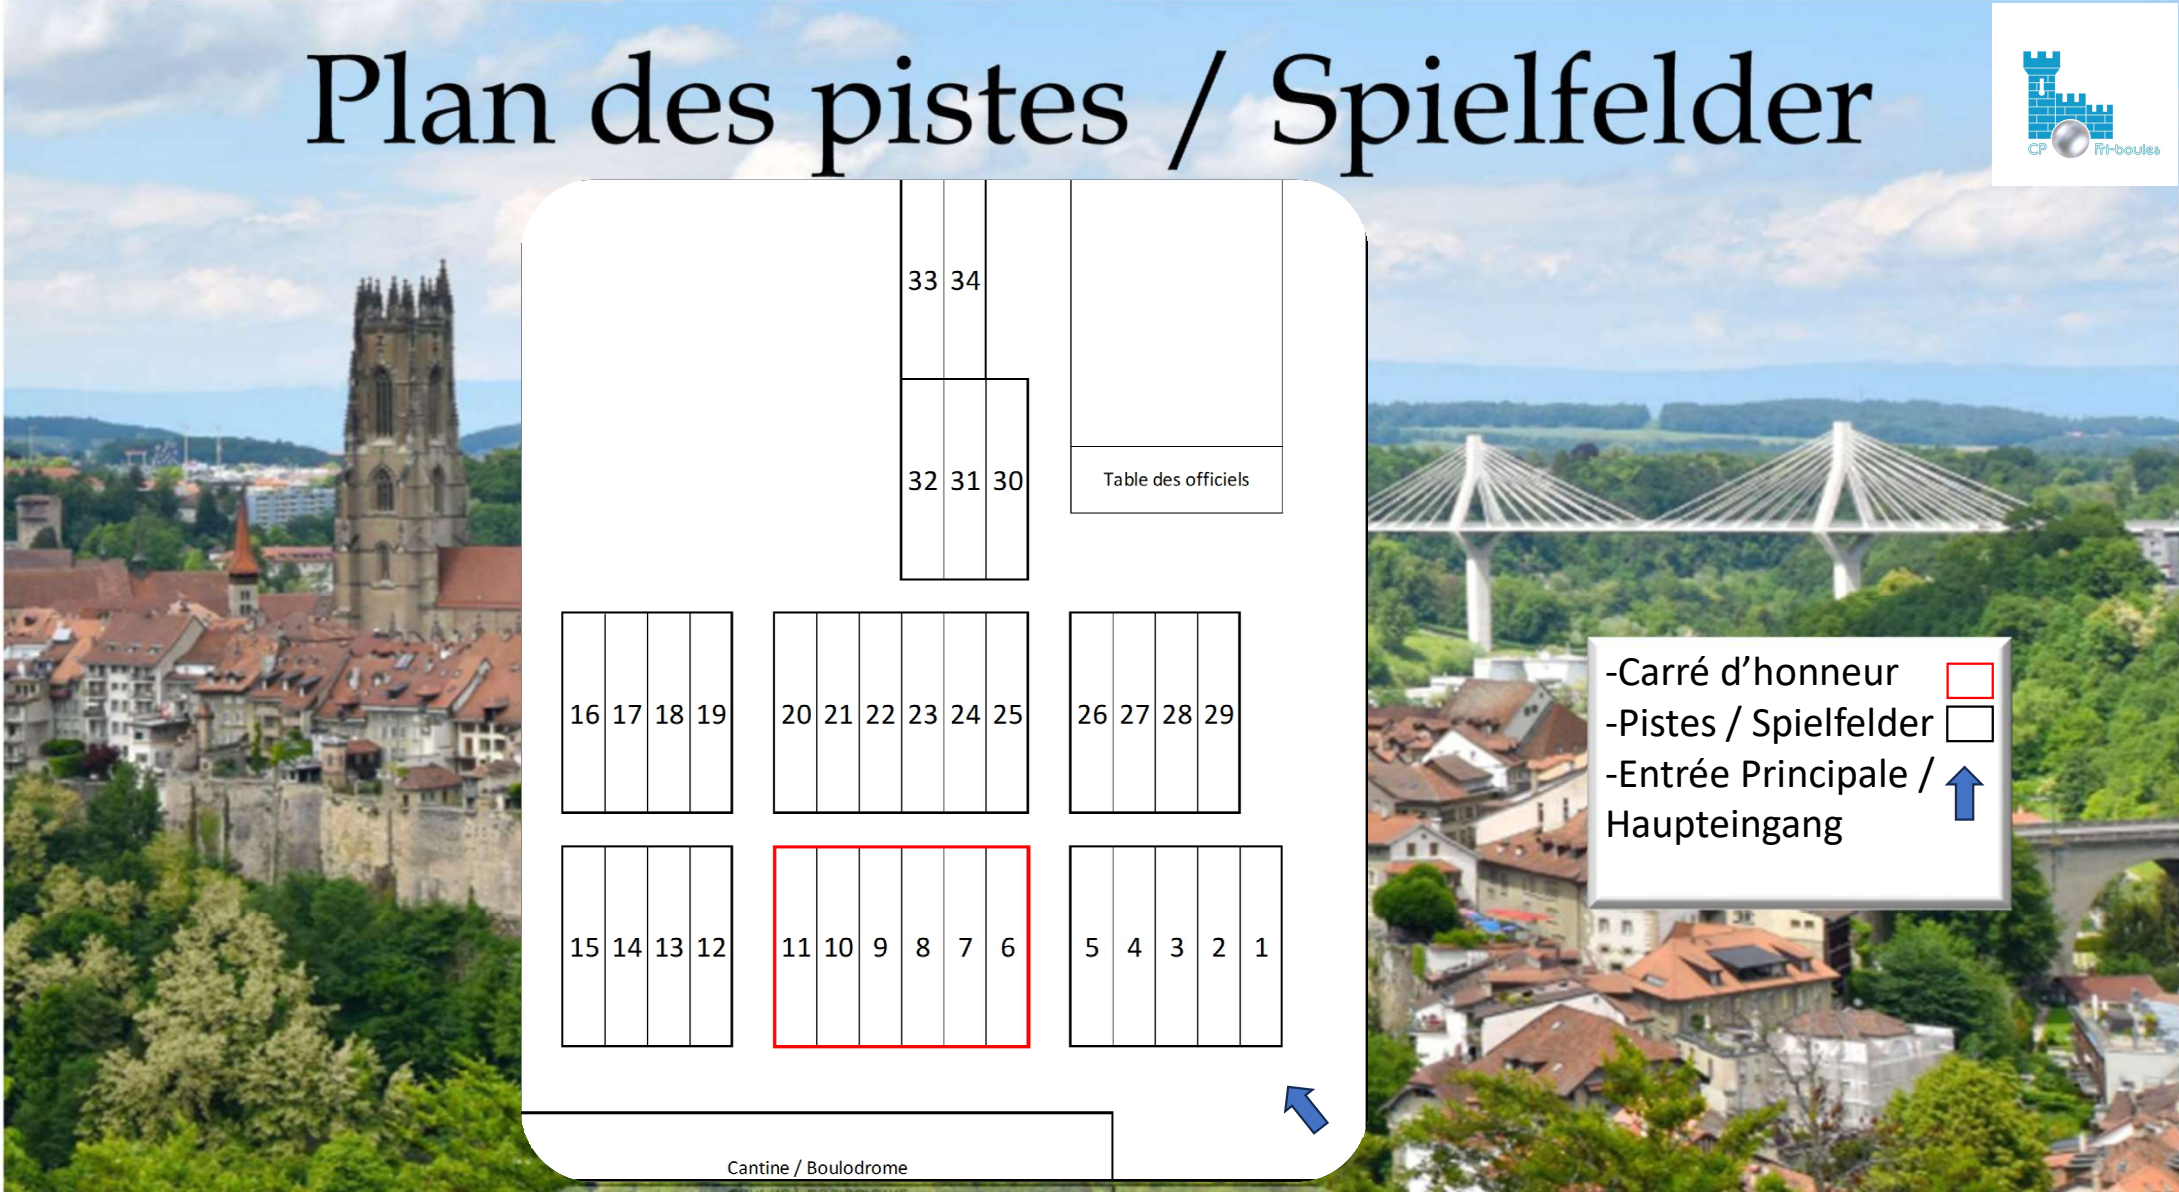 Plan des pistes / Spielfelder
CP Fri-boules
33 34
32 31 30
Table des officiels
16 17 18 19 20 21 22 23 24 25 26 27 28 29
15 14 13 12 11 10 9 8 7 6 5 4 3 2 1
Cantine / Boulodrome
-Carré d’honneur
-Pistes / Spielfelder
-Entrée Principale /
Haupteingang